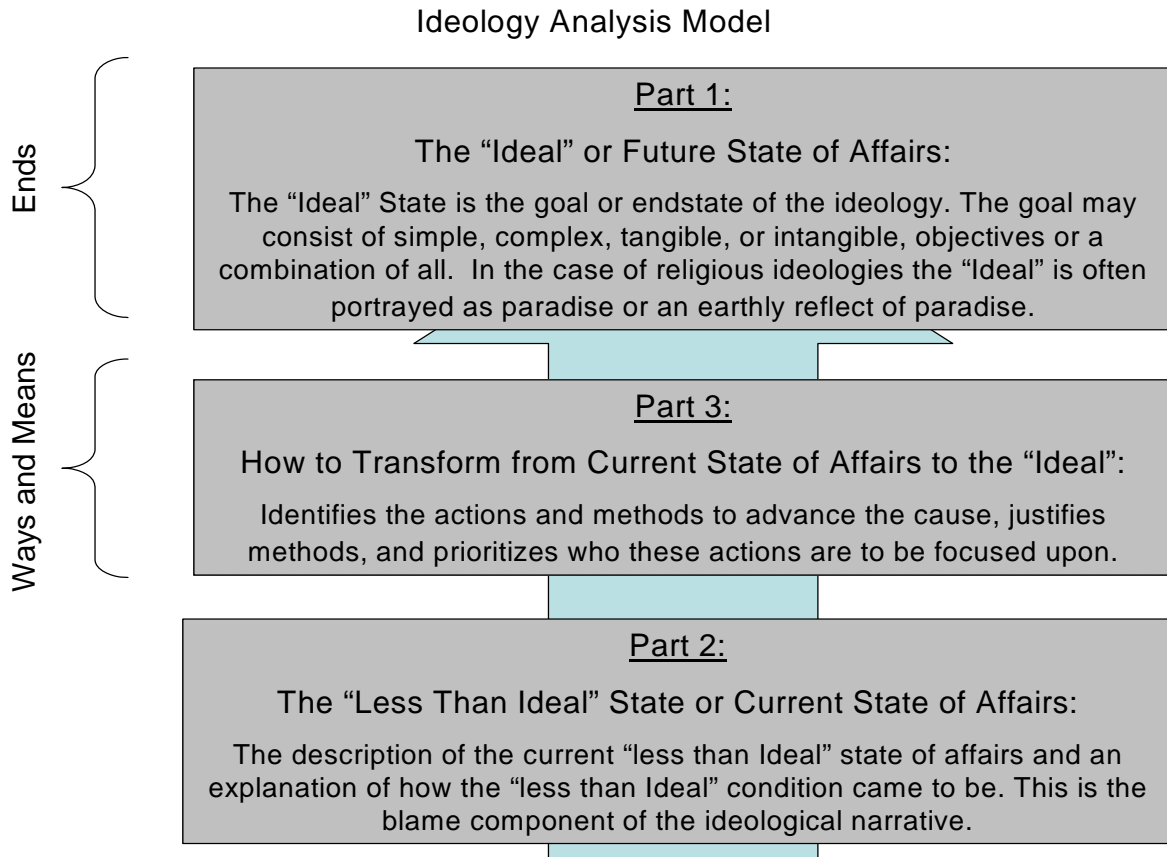 Ideology Analysis Model
Ends
Part 1:
The “Ideal” or Future State of Affairs:
The “Ideal” State is the goal or endstate of the ideology. The goal may
consist of simple, complex, tangible, or intangible, objectives or a
combination of all.  In the case of religious ideologies the “Ideal” is often
portrayed as paradise or an earthly reflect of paradise.
Ways and Means
Part 3:
How to Transform from Current State of Affairs to the “Ideal”:
Identifies the actions and methods to advance the cause, justifies
methods, and prioritizes who these actions are to be focused upon.
Part 2:
The “Less Than Ideal” State or Current State of Affairs:
The description of the current “less than Ideal” state of affairs and an
explanation of how the “less than Ideal” condition came to be. This is the
blame component of the ideological narrative.